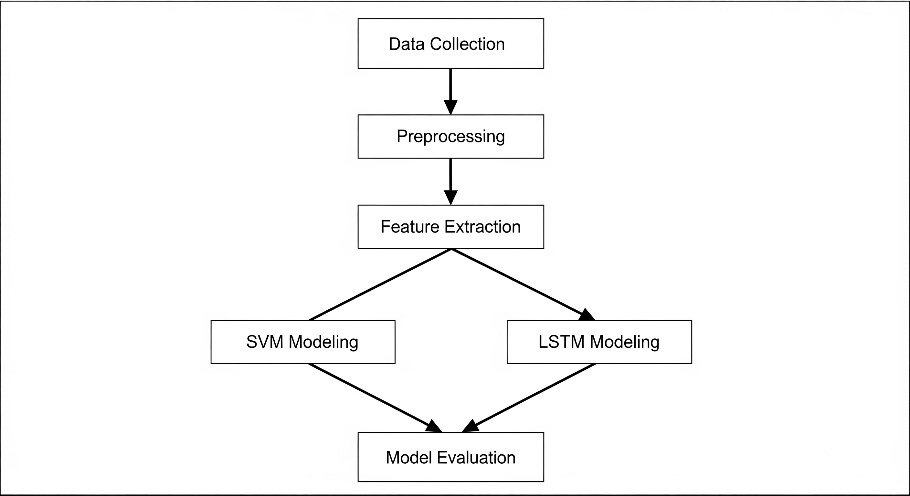 Data Collection
Preprocessing
Feature Extraction
SVM Modeling
LSTM Modeling
Model Evaluation